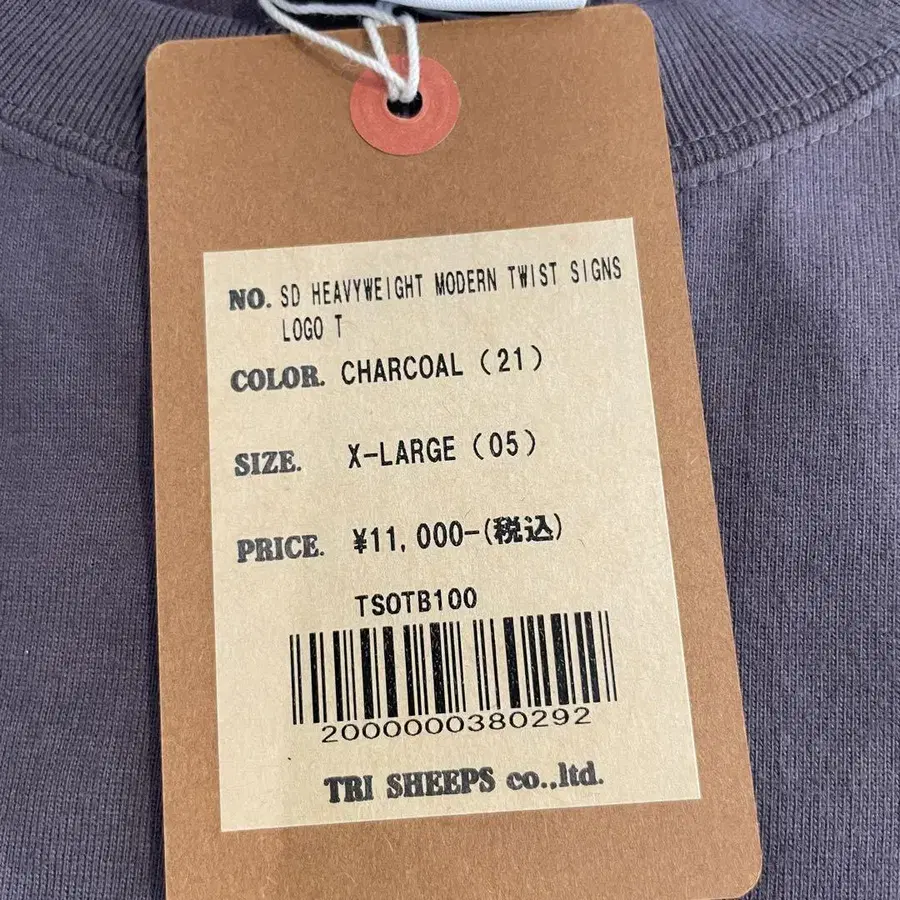 NO. SD HEAVYWEIGHT MODERN TWIST SIGNS
LOGO T
COLOR. CHARCOAL (21)
SIZE. X-LARGE (05)
PRICE. ¥11,000-(税込)
TSOTB100
2000000380292
TRI SHEEPS co.,ltd.